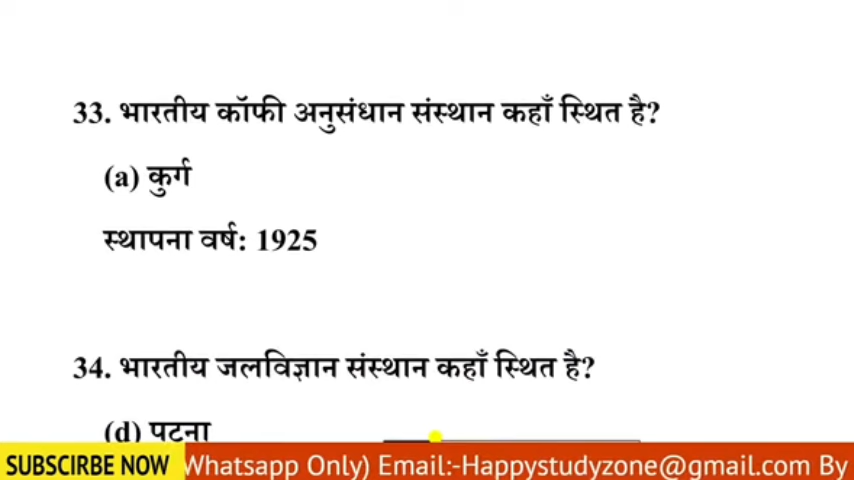 33. भारतीय कॉफी अनुसंधान संस्थान कहाँ स्थित है?
(a) कुर्ग
स्थापना वर्ष: 1925
34. भारतीय जलविज्ञान संस्थान कहाँ स्थित है?
(d) पटना
SUBSCIRBE NOW Whatsapp Only) Email:-Happystudyzone@gmail.com By